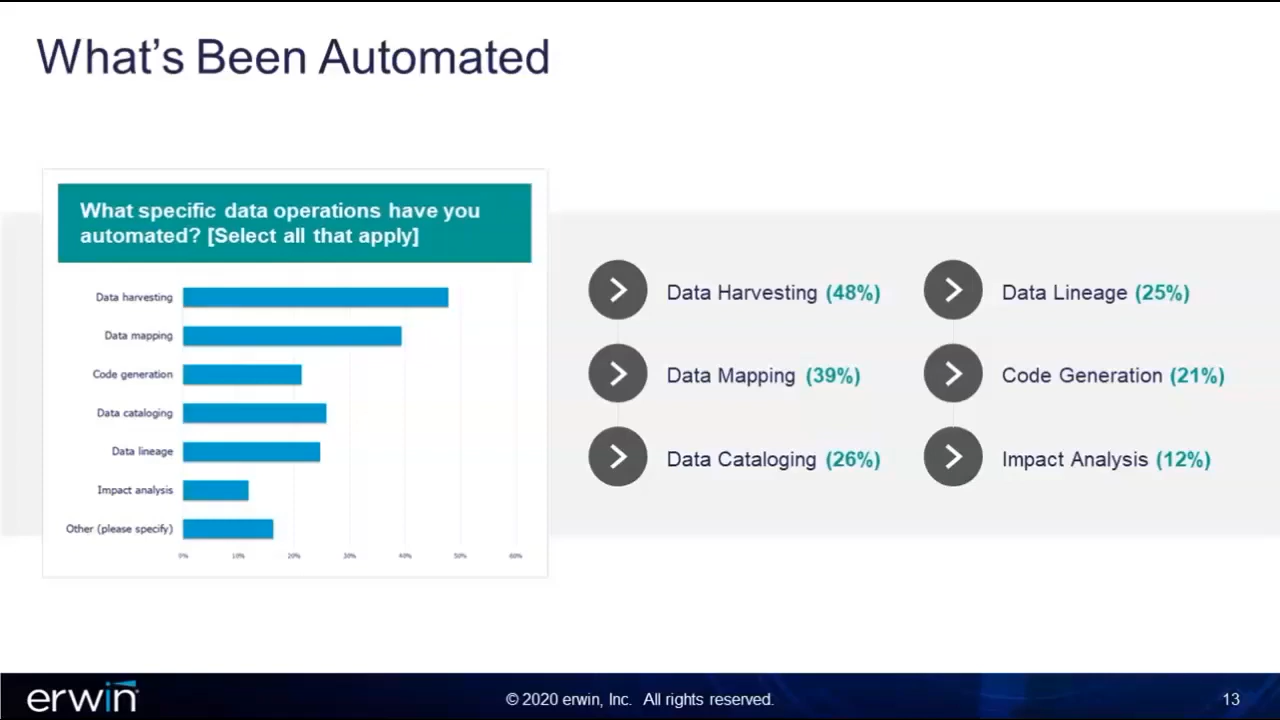 What's Been Automated
What specific data operations have you
automated? [Select all that apply]
Data harvesting
Data mapping
Code generation
Data cataloging
Data lineage
Impact analysis
Other (please specify)
0% 10% 20% 30% 40% 50% 60%
Data Harvesting (48%)
Data Mapping (39%)
Data Cataloging (26%)
Data Lineage (25%)
Code Generation (21%)
Impact Analysis (12%)
erwin
© 2020 erwin, Inc. All rights reserved.
13